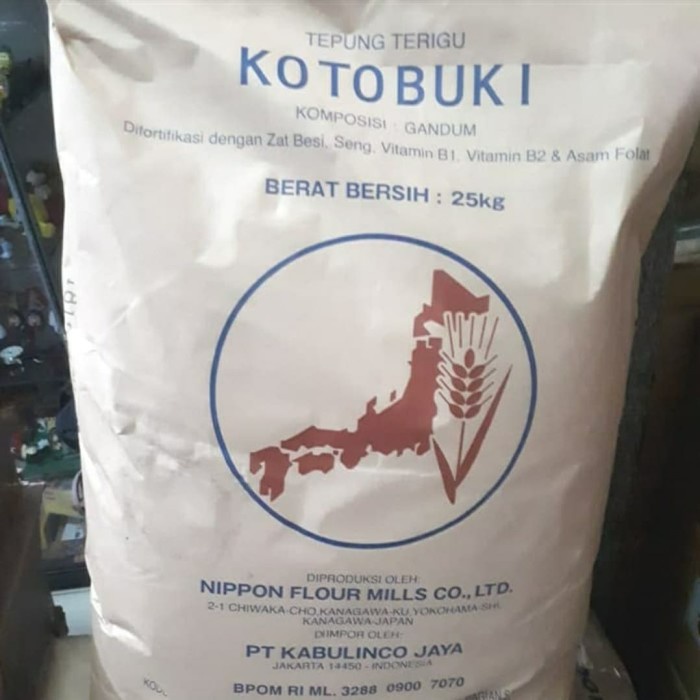 TEPUNG TERIGU
KOTOBUKI
KOMPOSISI : GANDUM
Difortifikasi dengan Zat Besi, Seng, Vitamin B1, Vitamin B2 & Asam Folat
BERAT BERSIH : 25kg
DIPRODUKSI OLEH:
NIPPON FLOUR MILLS CO., LTD.
2-1 CHIWAKA-CHO, KANAGAWA-KU, YOKOHAMA-SHI,
KANAGAWA-JAPAN
DIIMPOR OLEH:
PT KABULINCO JAYA
JAKARTA 14450 - INDONESIA
BPOM RI ML. 3288 0900 7070